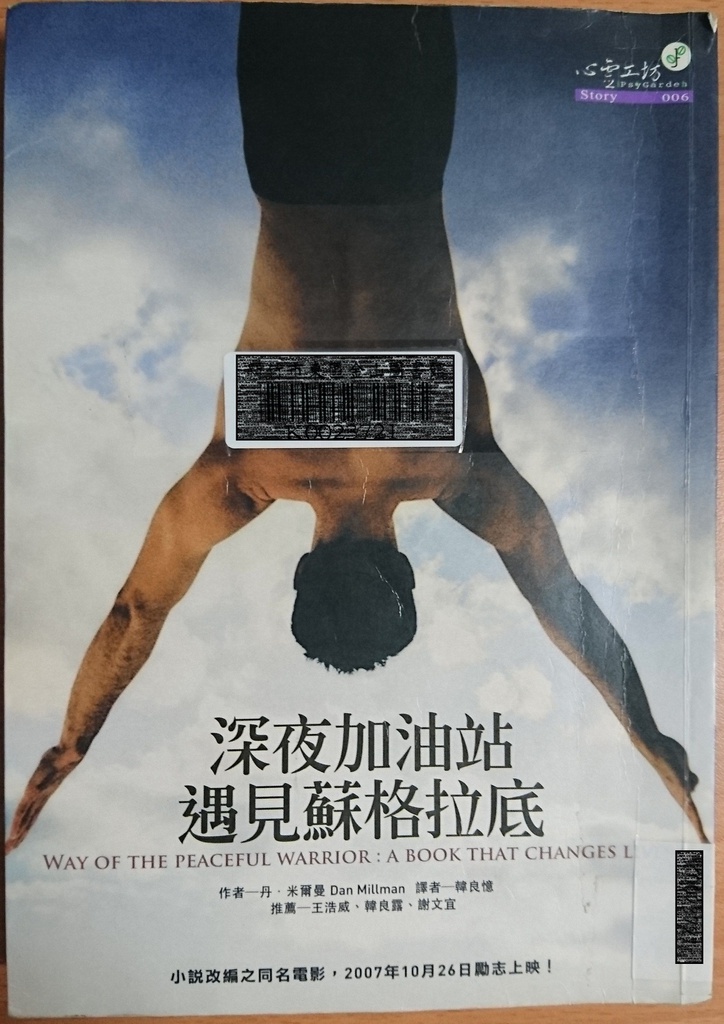 心靈工坊
PsyGarden
Story 006
深夜加油站
遇見蘇格拉底
WAY OF THE PEACEFUL WARRIOR : A BOOK THAT CHANGES
作者─丹‧米爾曼 Dan Millman 譯者─韓良憶
推薦─王浩威、韓良露、謝文宜
小說改編之同名電影，2007年10月26日勵志上映！